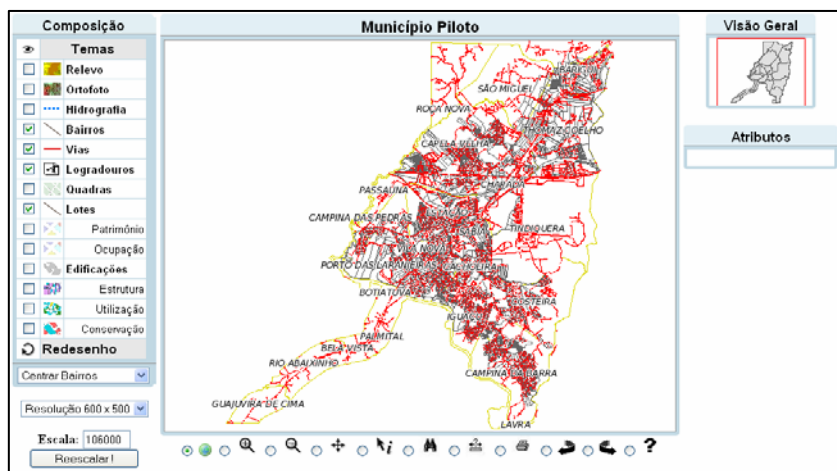 Composição
Temas
Relevo
Ortofoto
Hidrografia
Bairros
Vias
Logradouros
Quadras
Lotes
Patrimônio
Ocupação
Edificações
Estrutura
Utilização
Conservação
Redesenho
Centrar Bairros
Resolução 600 x 500
Escala: 106000
Reescalar!
Município Piloto
BARIGUI
SÃO MIGUEL
ROÇA NOVA
THOMAZ COELHO
CAPELA VELHA
CHAPADA
PASSAUNA
ESTAÇÃO
CAMPINA DAS PEDRAS
SABIÁ
TINDIQUERA
VILA NOVA
PORTO DAS LARANJEIRAS
CACHOEIRA
BOTIATUVA
COSTEIRA
IGUAÇU
PALMITAL
BELA VISTA
RIO ABAIXINHO
CAMPINA DA BARRA
GUAJUVIRA DE CIMA
LAVRA
i
?
Visão Geral
Atributos